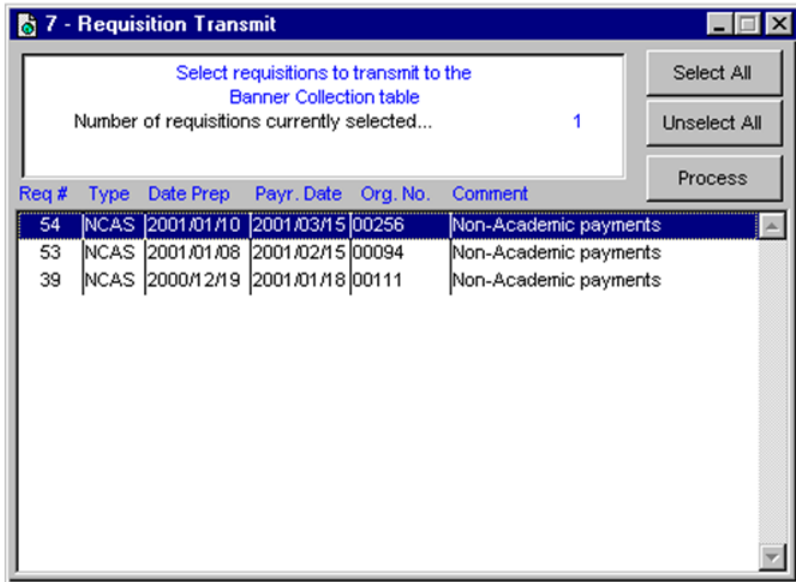 7 - Requisition Transmit
Select requisitions to transmit to the
Banner Collection table
Number of requisitions currently selected... 1
Select All
Unselect All
Process
Req # Type Date Prep Payr. Date Org. No. Comment
54 NCAS 2001/01/10 2001/03/15 00256 Non-Academic payments
53 NCAS 2001/01/08 2001/02/15 00094 Non-Academic payments
39 NCAS 2000/12/19 2001/01/18 00111 Non-Academic payments